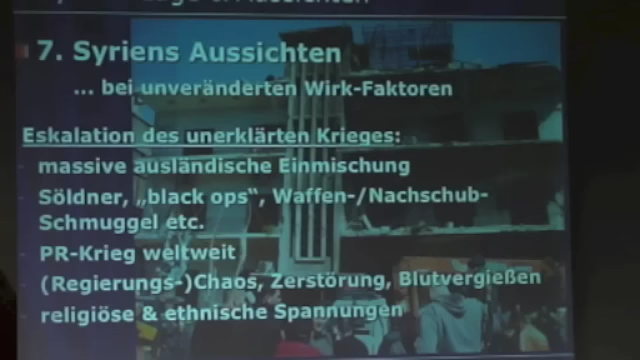 7. Syriens Aussichten
... bei unveränderten Wirk-Faktoren
Eskalation des unerklärten Krieges:
massive ausländische Einmischung
Söldner, „black ops“, Waffen-/Nachschub-
Schmuggel etc.
PR-Krieg weltweit
(Regierungs-)Chaos, Zerstörung, Blutvergießen
religiöse & ethnische Spannungen